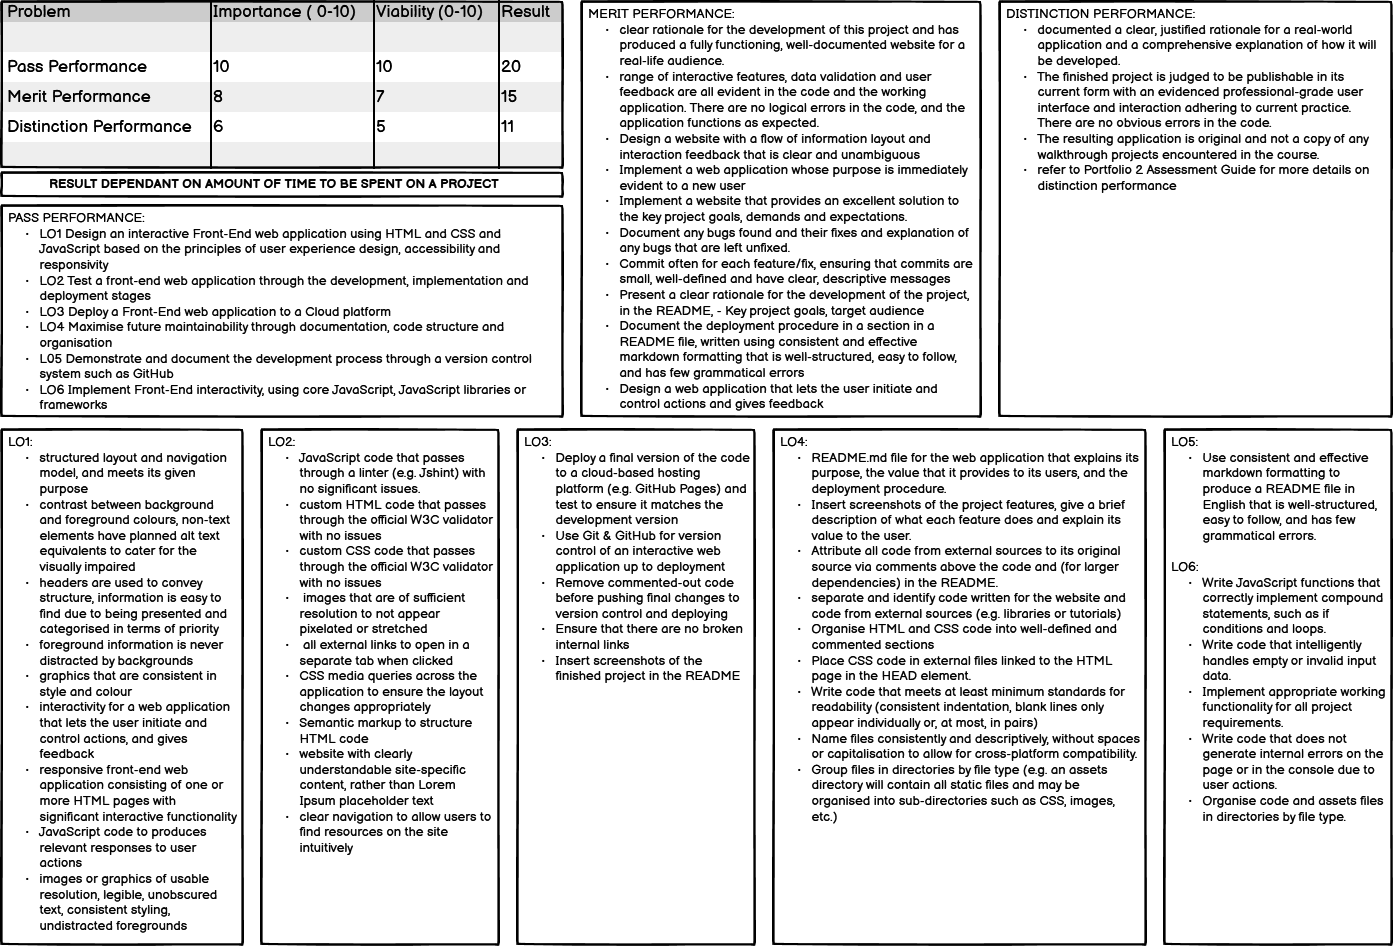 Problem Importance ( 0-10) Viability (0-10) Result
Pass Performance 10 10 20
Merit Performance 8 7 15
Distinction Performance 6 5 11
RESULT DEPENDANT ON AMOUNT OF TIME TO BE SPENT ON A PROJECT
PASS PERFORMANCE:
· LO1 Design an interactive Front-End web application using HTML and CSS and
JavaScript based on the principles of user experience design, accessibility and
responsivity
· LO2 Test a front-end web application through the development, implementation and
deployment stages
· LO3 Deploy a Front-End web application to a Cloud platform
· LO4 Maximise future maintainability through documentation, code structure and
organisation
· LO5 Demonstrate and document the development process through a version control
system such as GitHub
· LO6 Implement Front-End interactivity, using core JavaScript, JavaScript libraries or
frameworks
MERIT PERFORMANCE:
· clear rationale for the development of this project and has
produced a fully functioning, well-documented website for a
real-life audience.
· range of interactive features, data validation and user
feedback are all evident in the code and the working
application. There are no logical errors in the code, and the
application functions as expected.
· Design a website with a flow of information layout and
interaction feedback that is clear and unambiguous
· Implement a web application whose purpose is immediately
evident to a new user
· Implement a website that provides an excellent solution to
the key project goals, demands and expectations.
· Document any bugs found and their fixes and explanation of
any bugs that are left unfixed.
· Commit often for each feature/fix, ensuring that commits are
small, well-defined and have clear, descriptive messages
· Present a clear rationale for the development of the project,
in the README, - Key project goals, target audience
· Document the deployment procedure in a section in a
README file, written using consistent and effective
markdown formatting that is well-structured, easy to follow,
and has few grammatical errors
· Design a web application that lets the user initiate and
control actions and gives feedback
DISTINCTION PERFORMANCE:
· documented a clear, justified rationale for a real-world
application and a comprehensive explanation of how it will
be developed.
· The finished project is judged to be publishable in its
current form with an evidenced professional-grade user
interface and interaction adhering to current practice.
There are no obvious errors in the code.
· The resulting application is original and not a copy of any
walkthrough projects encountered in the course.
· refer to Portfolio 2 Assessment Guide for more details on
distinction performance
LO1:
· structured layout and navigation
model, and meets its given
purpose
· contrast between background
and foreground colours, non-text
elements have planned alt text
equivalents to cater for the
visually impaired
· headers are used to convey
structure, information is easy to
find due to being presented and
categorised in terms of priority
· foreground information is never
distracted by backgrounds
· graphics that are consistent in
style and colour
· interactivity for a web application
that lets the user initiate and
control actions, and gives
feedback
· responsive front-end web
application consisting of one or
more HTML pages with
significant interactive functionality
· JavaScript code to produces
relevant responses to user
actions
· images or graphics of usable
resolution, legible, unobscured
text, consistent styling,
undistracted foregrounds
LO2:
· JavaScript code that passes
through a linter (e.g. Jshint) with
no significant issues.
· custom HTML code that passes
through the official W3C validator
with no issues
· custom CSS code that passes
through the official W3C validator
with no issues
· images that are of sufficient
resolution to not appear
pixelated or stretched
· all external links to open in a
separate tab when clicked
· CSS media queries across the
application to ensure the layout
changes appropriately
· Semantic markup to structure
HTML code
· website with clearly
understandable site-specific
content, rather than Lorem
Ipsum placeholder text
· clear navigation to allow users to
find resources on the site
intuitively
LO3:
· Deploy a final version of the code
to a cloud-based hosting
platform (e.g. GitHub Pages) and
test to ensure it matches the
development version
· Use Git & GitHub for version
control of an interactive web
application up to deployment
· Remove commented-out code
before pushing final changes to
version control and deploying
· Ensure that there are no broken
internal links
· Insert screenshots of the
finished project in the README
LO4:
· README.md file for the web application that explains its
purpose, the value that it provides to its users, and the
deployment procedure.
· Insert screenshots of the project features, give a brief
description of what each feature does and explain its
value to the user.
· Attribute all code from external sources to its original
source via comments above the code and (for larger
dependencies) in the README.
· separate and identify code written for the website and
code from external sources (e.g. libraries or tutorials)
· Organise HTML and CSS code into well-defined and
commented sections
· Place CSS code in external files linked to the HTML
page in the HEAD element.
· Write code that meets at least minimum standards for
readability (consistent indentation, blank lines only
appear individually or, at most, in pairs)
· Name files consistently and descriptively, without spaces
or capitalisation to allow for cross-platform compatibility.
· Group files in directories by file type (e.g. an assets
directory will contain all static files and may be
organised into sub-directories such as CSS, images,
etc.)
LO5:
· Use consistent and effective
markdown formatting to
produce a README file in
English that is well-structured,
easy to follow, and has few
grammatical errors.
LO6:
· Write JavaScript functions that
correctly implement compound
statements, such as if
conditions and loops.
· Write code that intelligently
handles empty or invalid input
data.
· Implement appropriate working
functionality for all project
requirements.
· Write code that does not
generate internal errors on the
page or in the console due to
user actions.
· Organise code and assets files
in directories by file type.